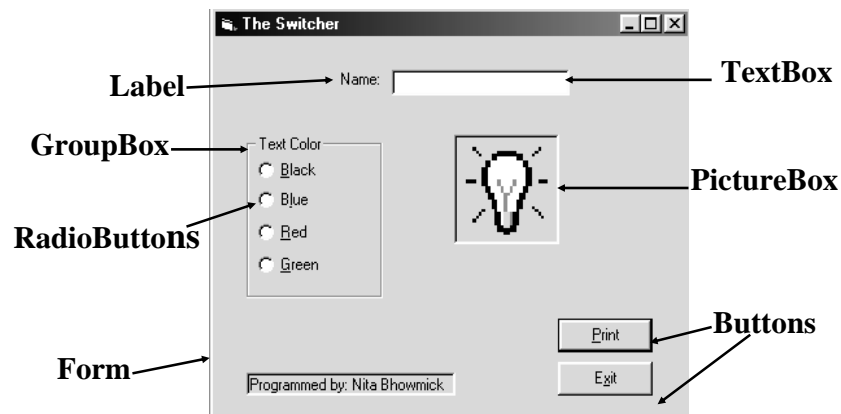 The Switcher
Label
Name:
TextBox
GroupBox
Text Color
Black
Blue
Red
Green
RadioButtons
PictureBox
Print
Buttons
Form
Exit
Programmed by: Nita Bhowmick